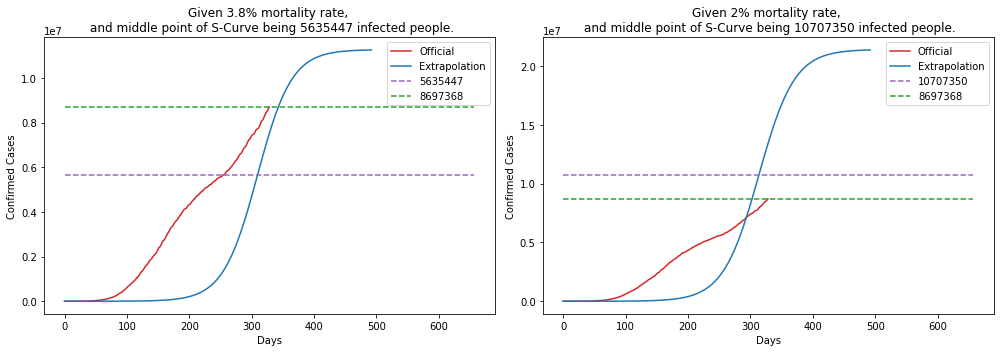 Given 3.8% mortality rate,
and middle point of S-Curve being 5635447 infected people.
1e7
Official
Extrapolation
5635447
8697368
1.0
0.8
0.6
0.4
0.2
0.0
Confirmed Cases
0
100
200
300
400
500
600
Days
Given 2% mortality rate,
and middle point of S-Curve being 10707350 infected people.
1e7
Official
Extrapolation
10707350
8697368
2.0
1.5
1.0
0.5
0.0
Confirmed Cases
0
100
200
300
400
500
600
Days